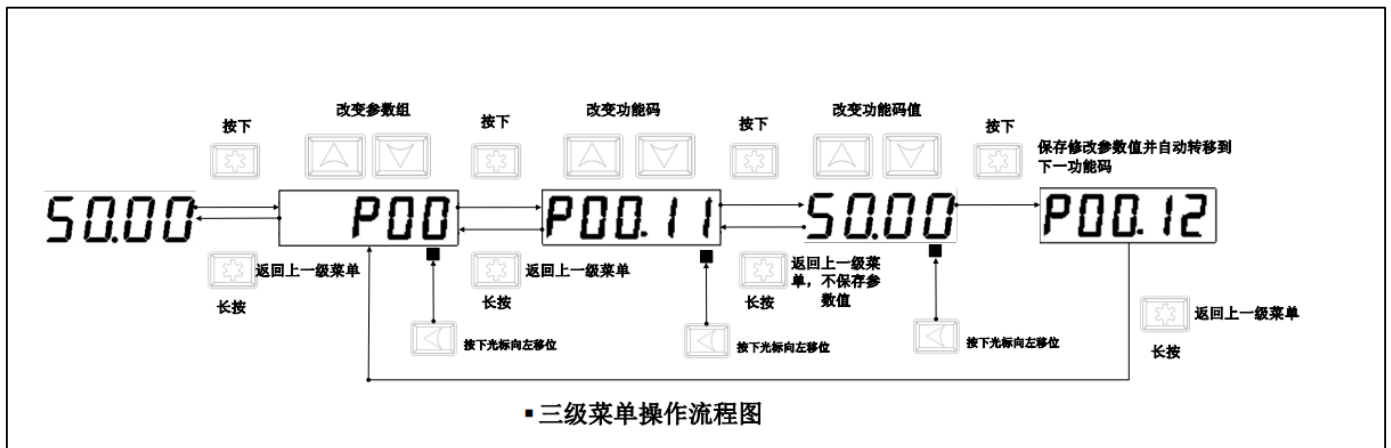 改变参数组
改变功能码
改变功能码值
按下
按下
按下
按下
保存修改参数值并自动转移到
下一功能码
50.00
P00
P00.11
50.00
P00.12
返回上一级菜单
长按
返回上一级菜单
长按
返回上一级菜
单，不保存参
数值
长按
返回上一级菜单
长按
按下光标向左移位
按下光标向左移位
按下光标向左移位
▪三级菜单操作流程图